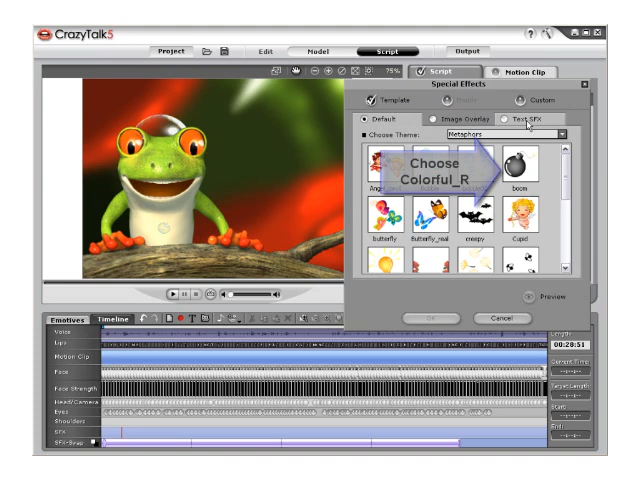 CrazyTalk5
Project Edit Model Script Output
75% Script Motion Clip
Special Effects
Template Custom
Default Image Overlay Text SFX
Choose Theme: Metaphors
Choose
Colorful_R
boom
butterfly Butterfly_real creepy Cupid
Preview
Cancel
Emotives Timeline
Voice Length:
Lips 00:28:51
Motion Clip Current Time
Face
Face Strength Target Length:
Head/Camera
Eyes Start:
Shoulders
SFX End:
SFX-Swap